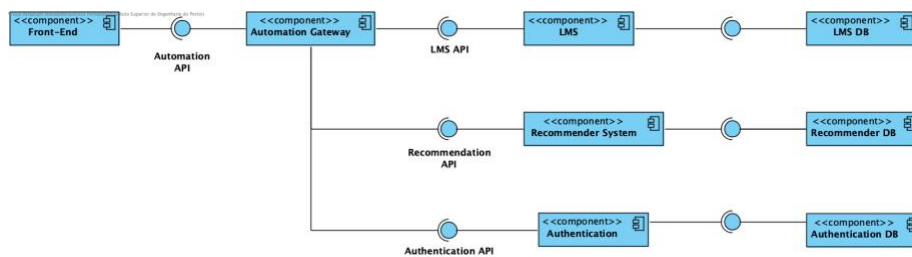 <<component>>
Front-End
Automation
API
<<component>>
Automation Gateway
LMS API
<<component>>
LMS
<<component>>
LMS DB
Recommendation
API
<<component>>
Recommender System
<<component>>
Recommender DB
Authentication API
<<component>>
Authentication
<<component>>
Authentication DB